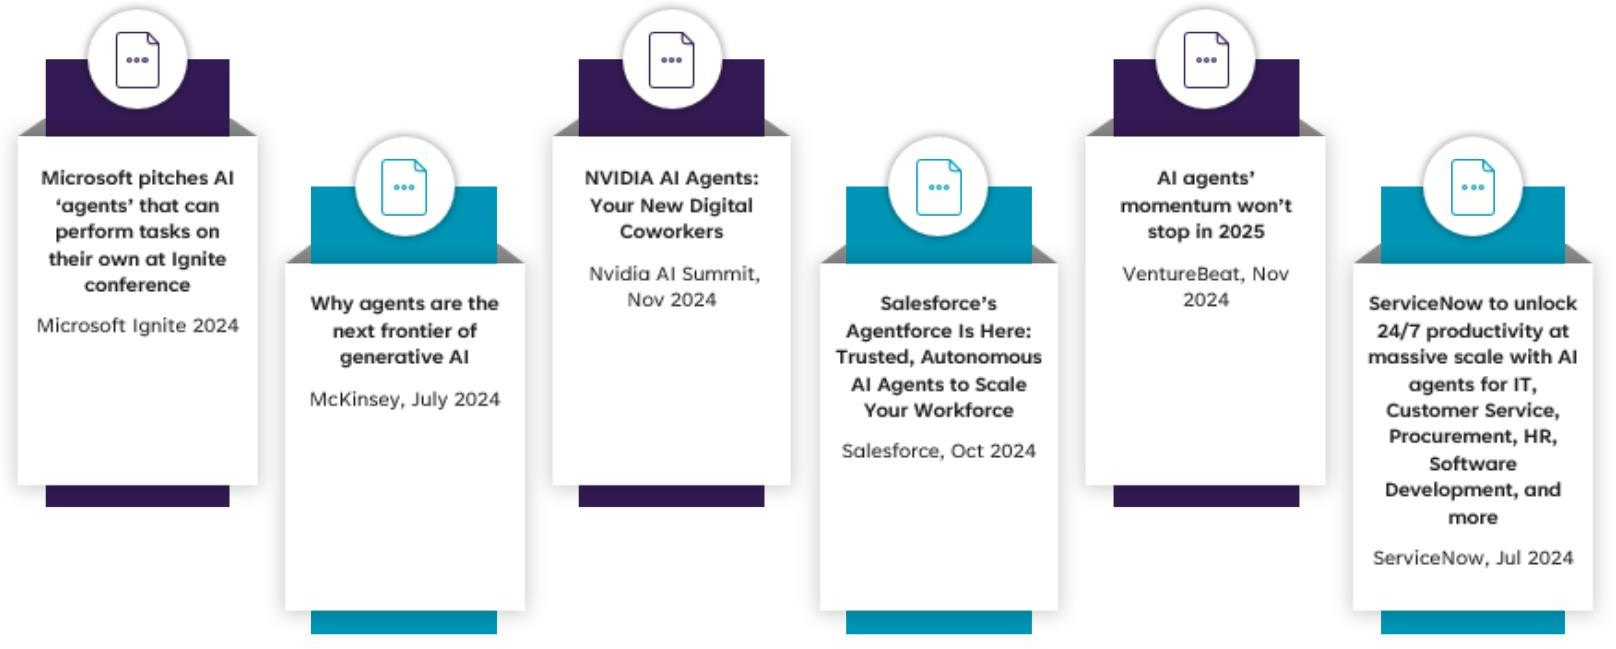 Microsoft pitches AI
‘agents’ that can
perform tasks on
their own at Ignite
conference
Microsoft Ignite 2024
Why agents are the
next frontier of
generative AI
McKinsey, July 2024
NVIDIA AI Agents:
Your New Digital
Coworkers
Nvidia AI Summit,
Nov 2024
Salesforce’s
Agentforce Is Here:
Trusted, Autonomous
AI Agents to Scale
Your Workforce
Salesforce, Oct 2024
AI agents’
momentum won’t
stop in 2025
VentureBeat, Nov
2024
ServiceNow to unlock
24/7 productivity at
massive scale with AI
agents for IT,
Customer Service,
Procurement, HR,
Software
Development, and
more
ServiceNow, Jul 2024